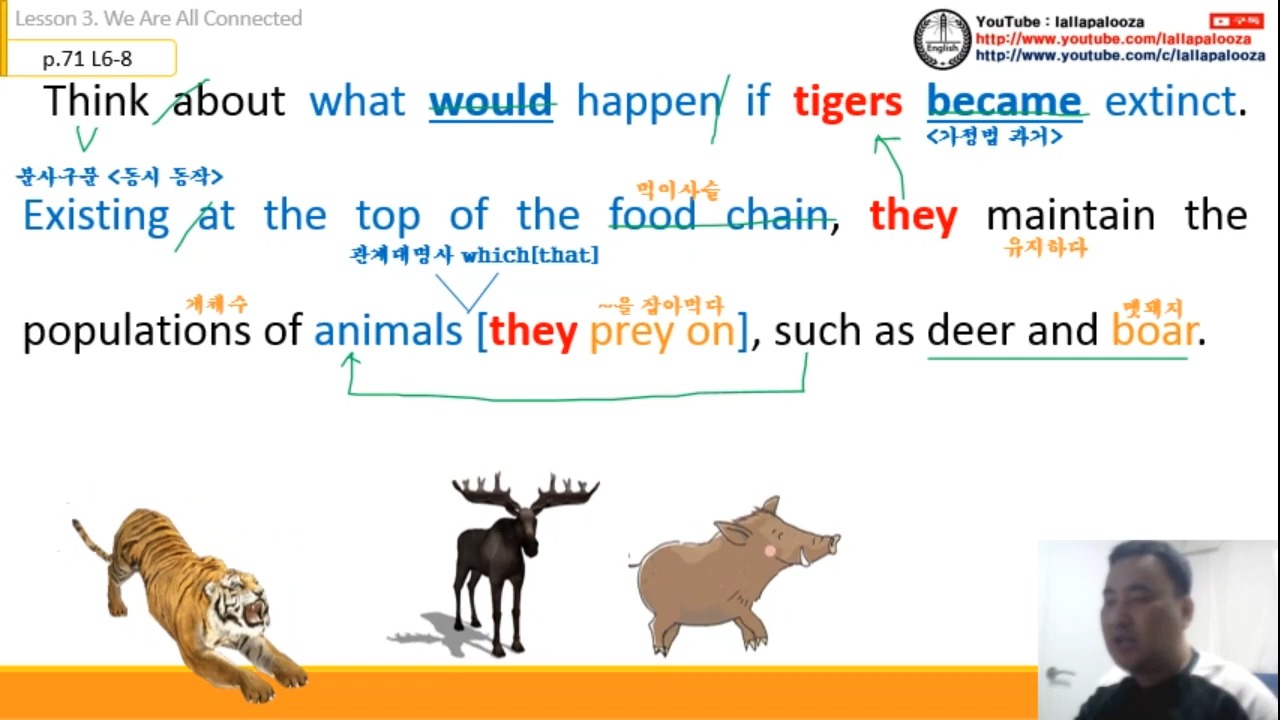 Lesson 3. We Are All Connected
YouTube : lallapalooza
구독
http://www.youtube.com/lallapalooza
http://www.youtube.com/c/lallapalooza
English
p.71 L6-8
Think about what would happen if tigers became extinct.
<가정법 과거>
분사구문 <동시 동작>
먹이사슬
Existing at the top of the food chain, they maintain the
관계대명사 which[that]
유지하다
개체수
~을 잡아먹다
멧돼지
populations of animals [they prey on], such as deer and boar.